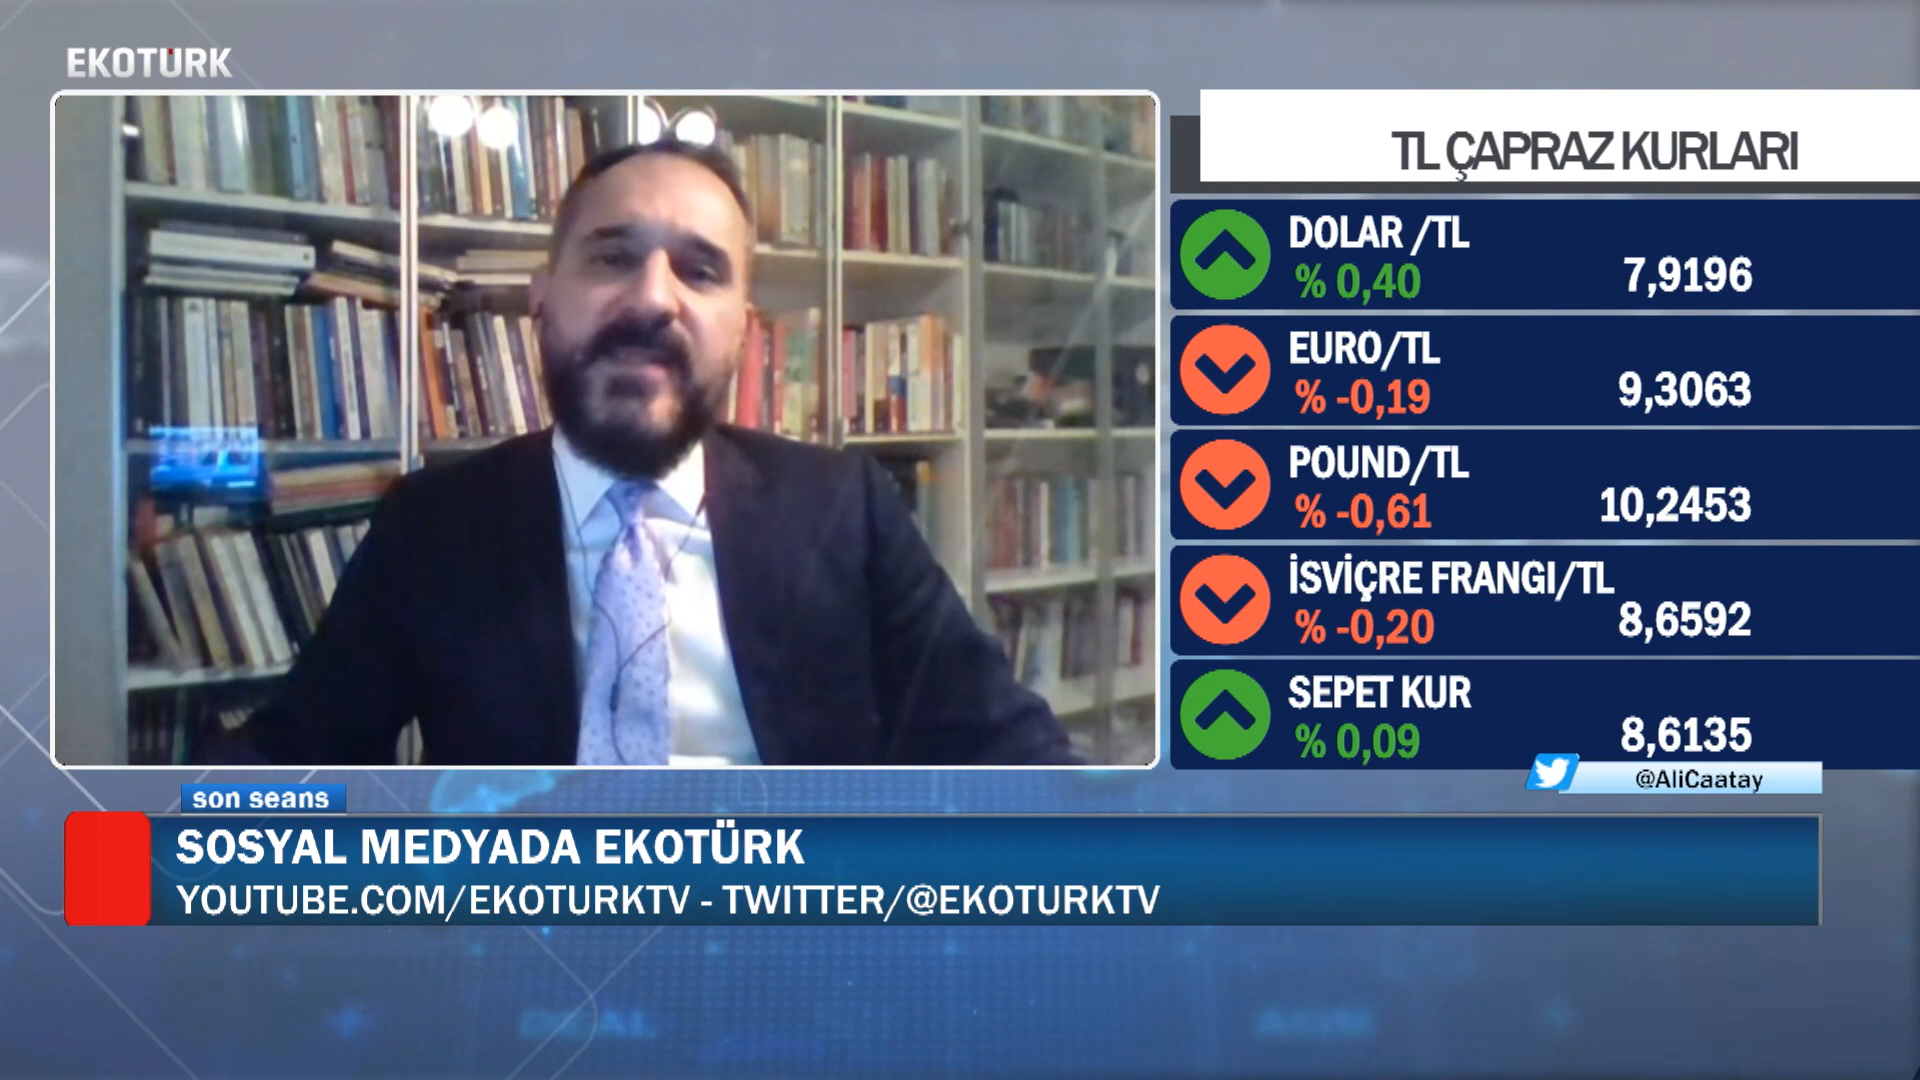 EKOTÜRK
TL ÇAPRAZ KURLARI
DOLAR /TL
% 0,40
7,9196
EURO/TL
% -0,19
9,3063
POUND/TL
% -0,61
10,2453
İSVİÇRE FRANGI/TL
% -0,20
8,6592
SEPET KUR
% 0,09
8,6135
@AliCaatay
son seans
SOSYAL MEDYADA EKOTÜRK
YOUTUBE.COM/EKOTURKTV - TWITTER/@EKOTURKTV